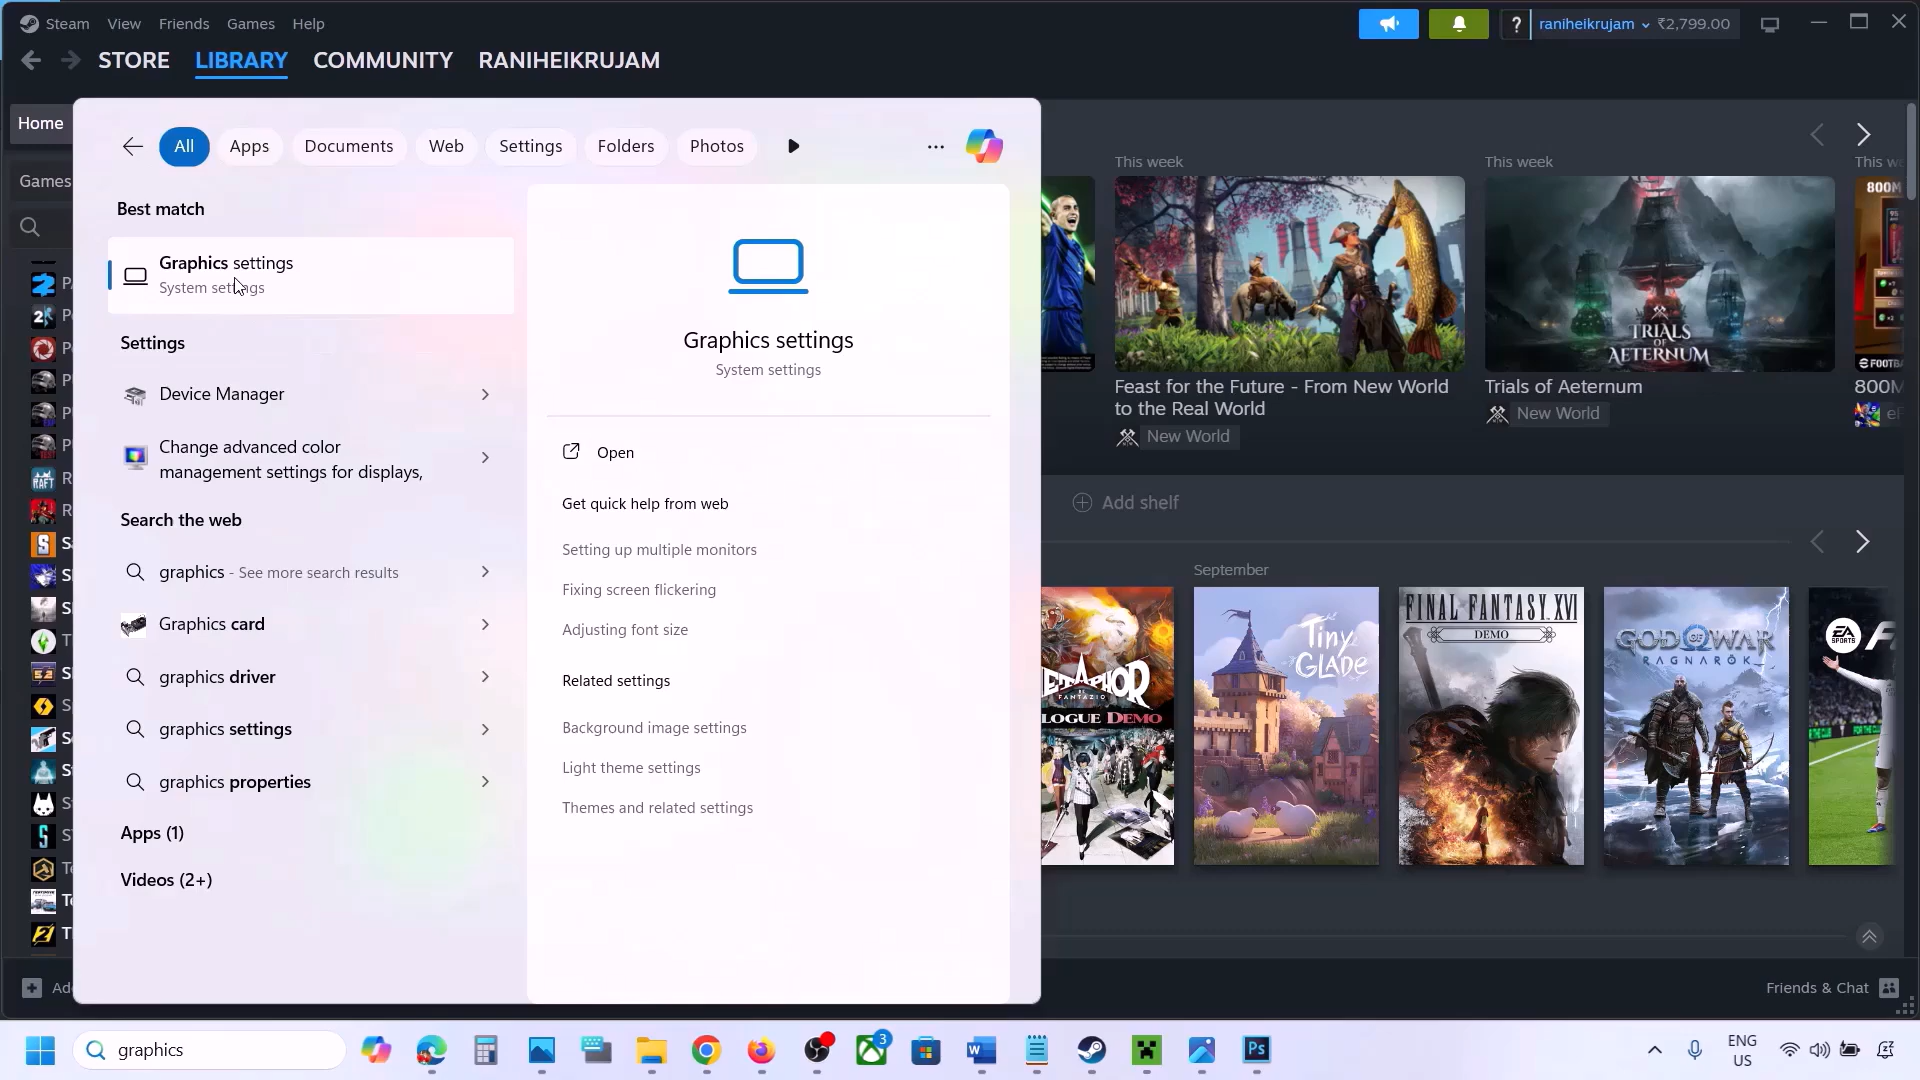 Steam View Friends Games Help
raniheikrujam ₹2,799.00
STORE LIBRARY COMMUNITY RANIHEIKRUJAM
Home
Games
All Apps Documents Web Settings Folders Photos
Best match
Graphics settings
System settings
Settings
Device Manager
Change advanced color
management settings for displays,
Search the web
graphics - See more search results
Graphics card
graphics driver
graphics settings
graphics properties
Apps (1)
Videos (2+)
Graphics settings
System settings
Open
Get quick help from web
Setting up multiple monitors
Fixing screen flickering
Adjusting font size
Related settings
Background image settings
Light theme settings
Themes and related settings
This week
This week
TRIALS
OF
AETERNUM
Feast for the Future - From New World
to the Real World
New World
Trials of Aeternum
New World
800M
Add shelf
September
Tiny
GLADE
FINAL FANTASY XVI
DEMO
GOD OF WAR
RAGNARÖK
EA
SPORTS
Friends & Chat
graphics
3
W
Ps
ENG
US